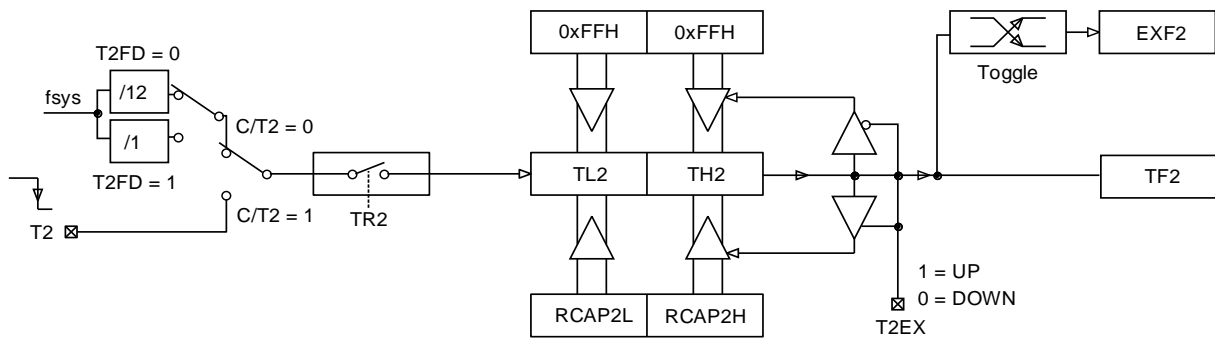 0xFFH 0xFFH
EXF2
Toggle
T2FD = 0
/12
fsys
C/T2 = 0
/1
T2FD = 1
TL2 TH2
TF2
TR2
C/T2 = 1
T2
1 = UP
0 = DOWN
RCAP2L RCAP2H
T2EX